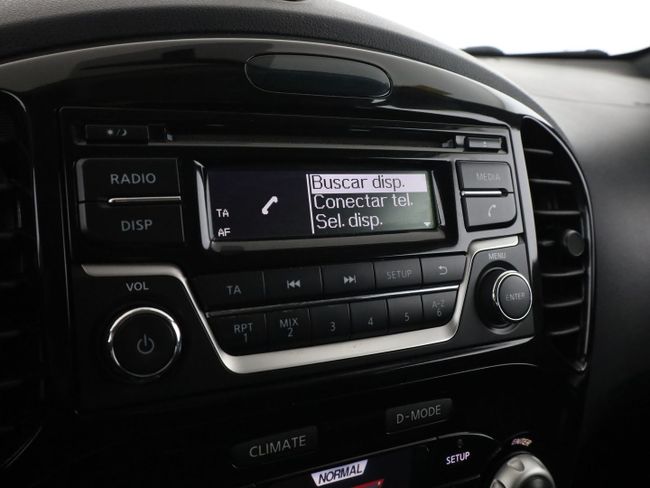 RADIO
DISP
TA
AF
Buscar disp.
Conectar tel.
Sel. disp.
MEDIA
VOL
TA
SETUP
MENU
ENTER
RPT 1
MIX 2
3
4
5
A-Z 6
D-MODE
CLIMATE
NORMAL
SETUP
ENTER